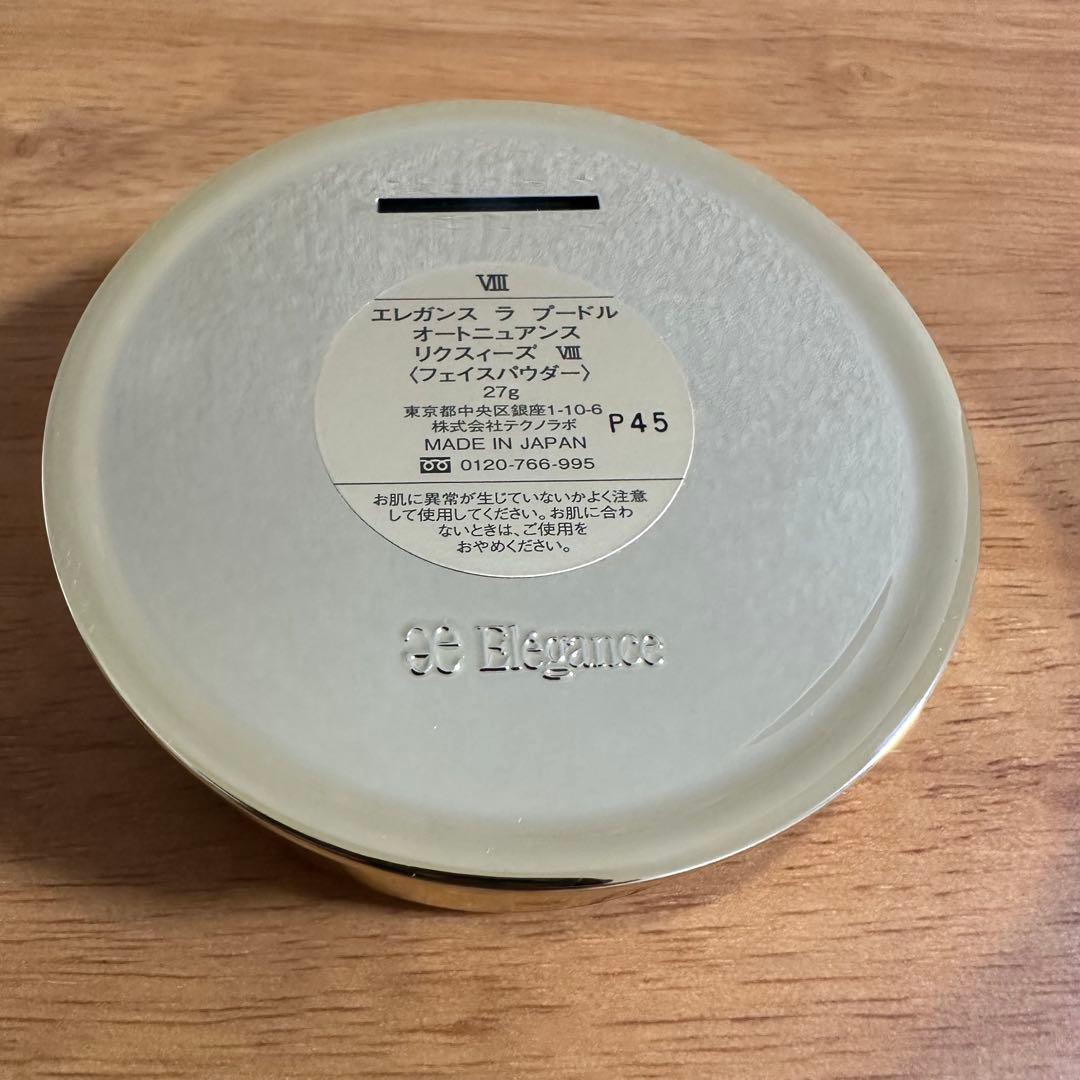 Ⅷ
エレガンス ラ プードル
オートニュアンス
リクスィーズ Ⅷ
〈フェイスパウダー〉
27g
東京都中央区銀座1-10-6
株式会社テクノラボ
P45
MADE IN JAPAN
0120-766-995
お肌に異常が生じていないかよく注意
して使用してください。お肌に合わ
ないときは、ご使用を
おやめください。
Elégance